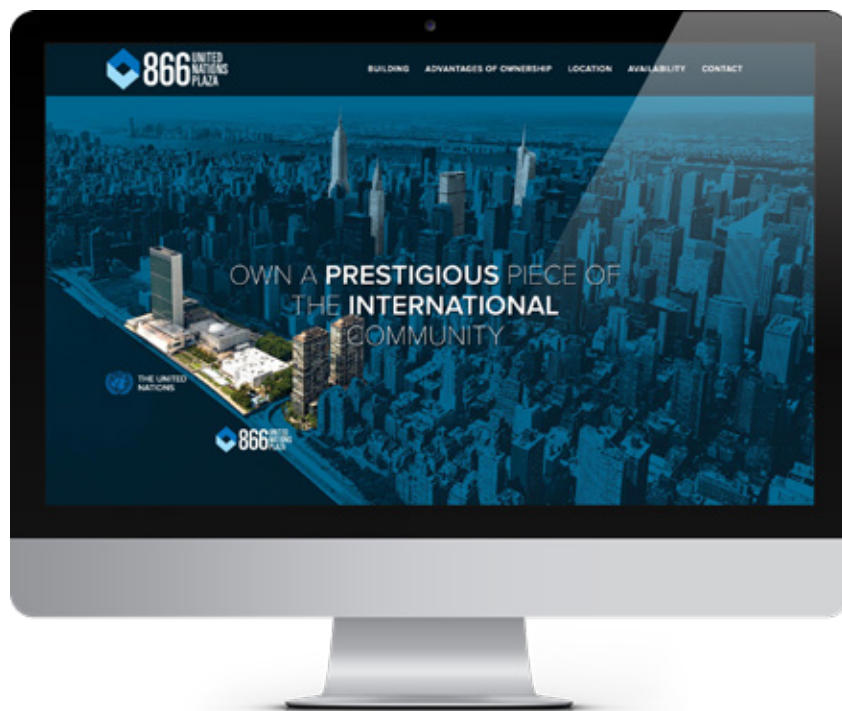 866 UNITED
NATIONS
PLAZA
BUILDING ADVANTAGES OF OWNERSHIP LOCATION AVAILABILITY CONTACT
OWN A PRESTIGIOUS PIECE OF
THE INTERNATIONAL
COMMUNITY
THE UNITED
NATIONS
866 UNITED
NATIONS
PLAZA